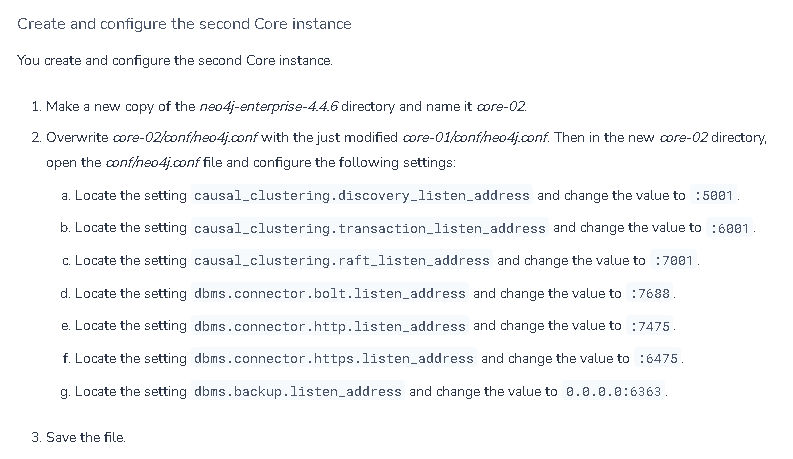 Create and configure the second Core instance
You create and configure the second Core instance.
1. Make a new copy of the neo4j-enterprise-4.4.6 directory and name it core-02.
2. Overwrite core-02/conf/neo4j.conf with the just modified core-01/conf/neo4j.conf. Then in the new core-02 directory,
open the conf/neo4j.conf file and configure the following settings:
a. Locate the setting causal_clustering.discovery_listen_address and change the value to :5001.
b. Locate the setting causal_clustering.transaction_listen_address and change the value to :6001.
c. Locate the setting causal_clustering.raft_listen_address and change the value to :7001.
d. Locate the setting dbms.connector.bolt.listen_address and change the value to :7688.
e. Locate the setting dbms.connector.http.listen_address and change the value to :7475.
f. Locate the setting dbms.connector.https.listen_address and change the value to :6475.
g. Locate the setting dbms.backup.listen_address and change the value to 0.0.0.0:6363.
3. Save the file.